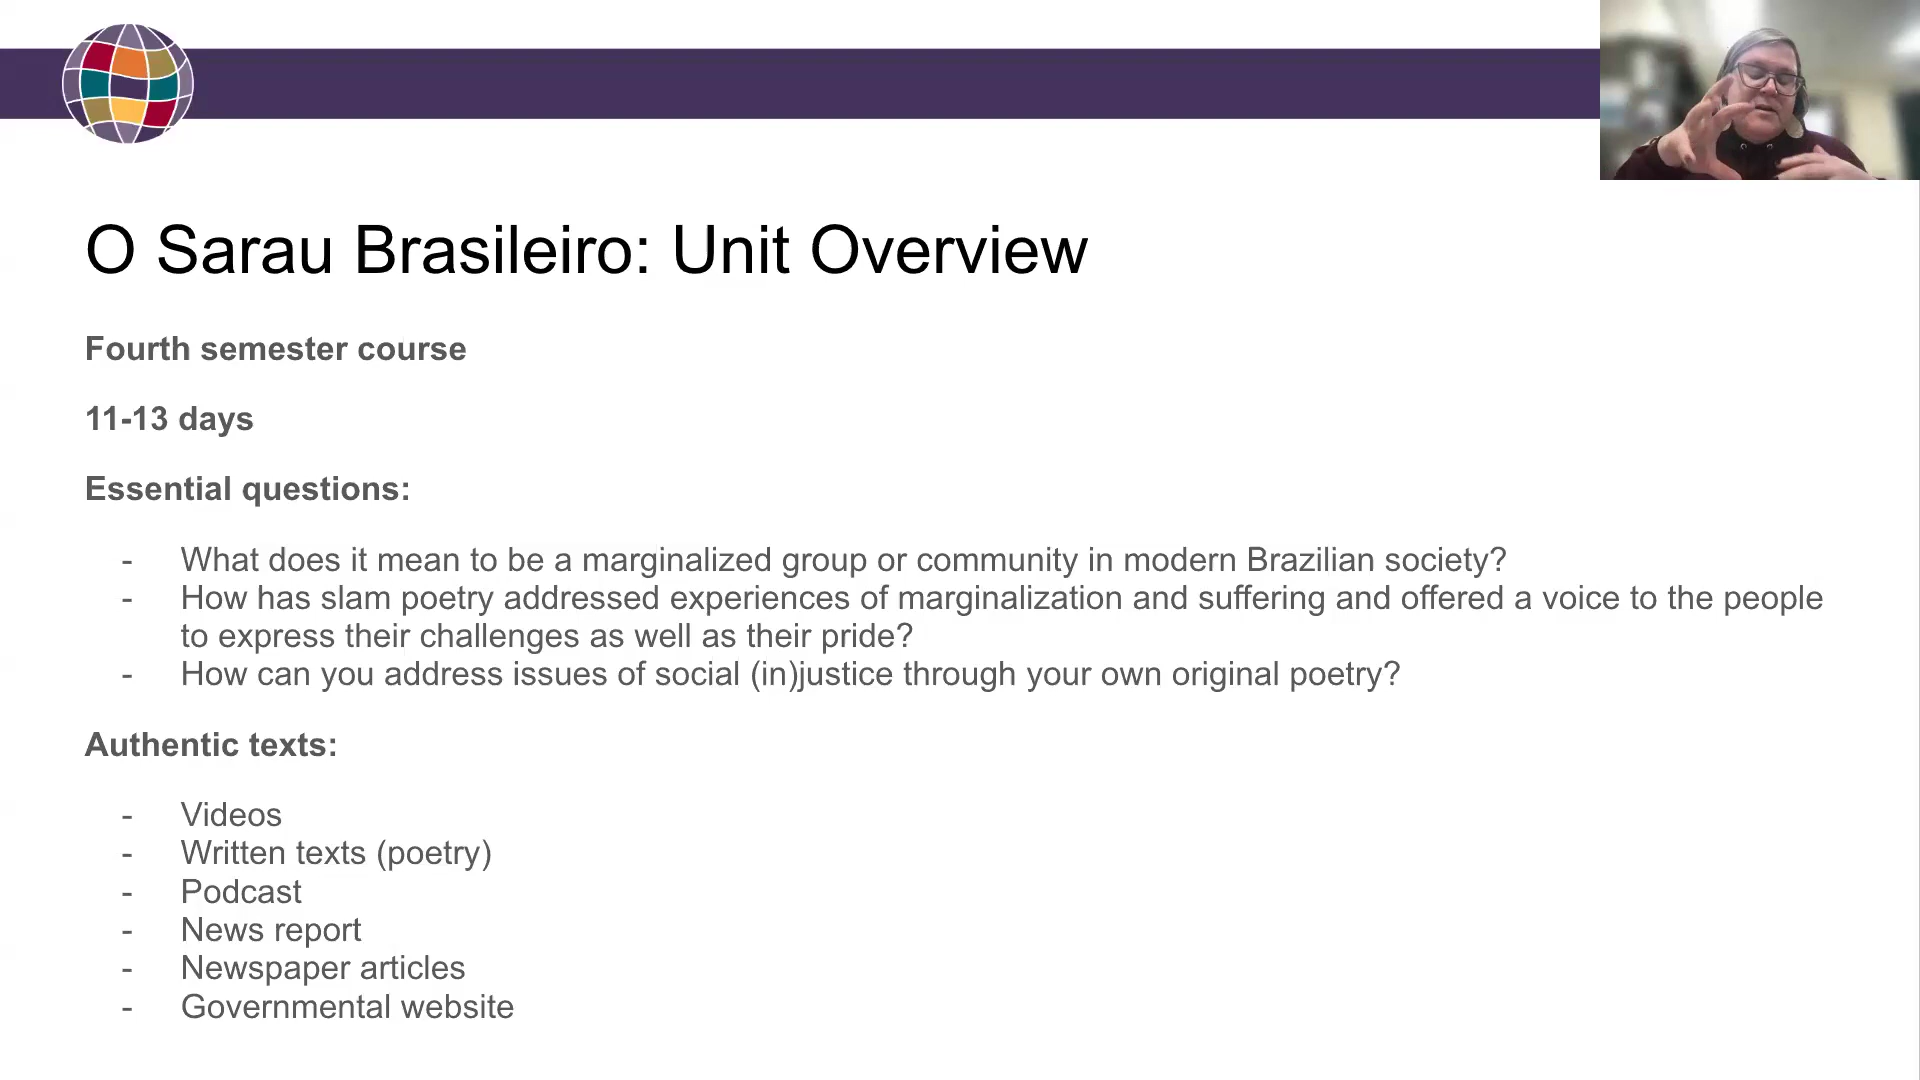 O Sarau Brasileiro: Unit Overview
Fourth semester course
11-13 days
Essential questions:
- What does it mean to be a marginalized group or community in modern Brazilian society?
- How has slam poetry addressed experiences of marginalization and suffering and offered a voice to the people
to express their challenges as well as their pride?
- How can you address issues of social (in)justice through your own original poetry?
Authentic texts:
- Videos
- Written texts (poetry)
- Podcast
- News report
- Newspaper articles
- Governmental website